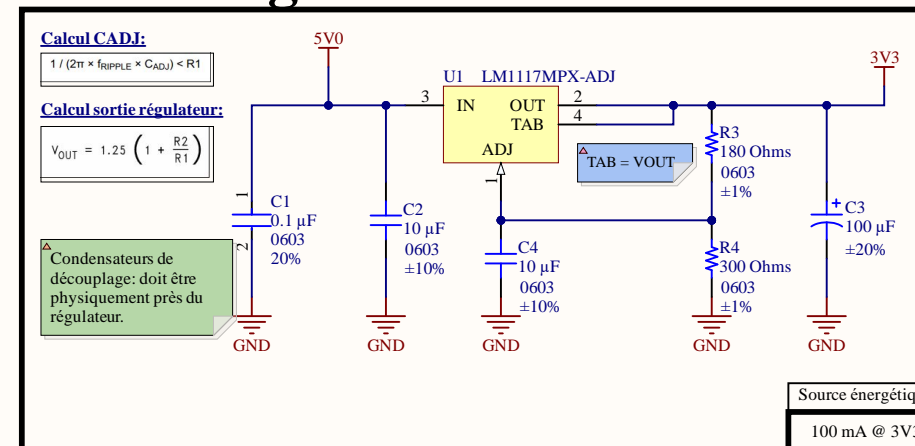 Calcul CADJ:
1 / (2π × fRIPPLE × CADJ) < R1
Calcul sortie régulateur:
VOUT = 1.25 (1 + R2/R1)
5V0
3V3
U1 LM1117MPX-ADJ
3
IN
OUT
2
TAB
4
ADJ
1
TAB = VOUT
R3
180 Ohms
0603
±1%
1
C1
0.1 µF
0603
20%
2
C2
10 µF
0603
±10%
C4
10 µF
0603
±10%
R4
300 Ohms
0603
±1%
+
C3
100 µF
±20%
Condensateurs de
découplage: doit être
physiquement près du
régulateur.
GND
GND
GND
GND
GND
Source énergétiq
100 mA @ 3V3